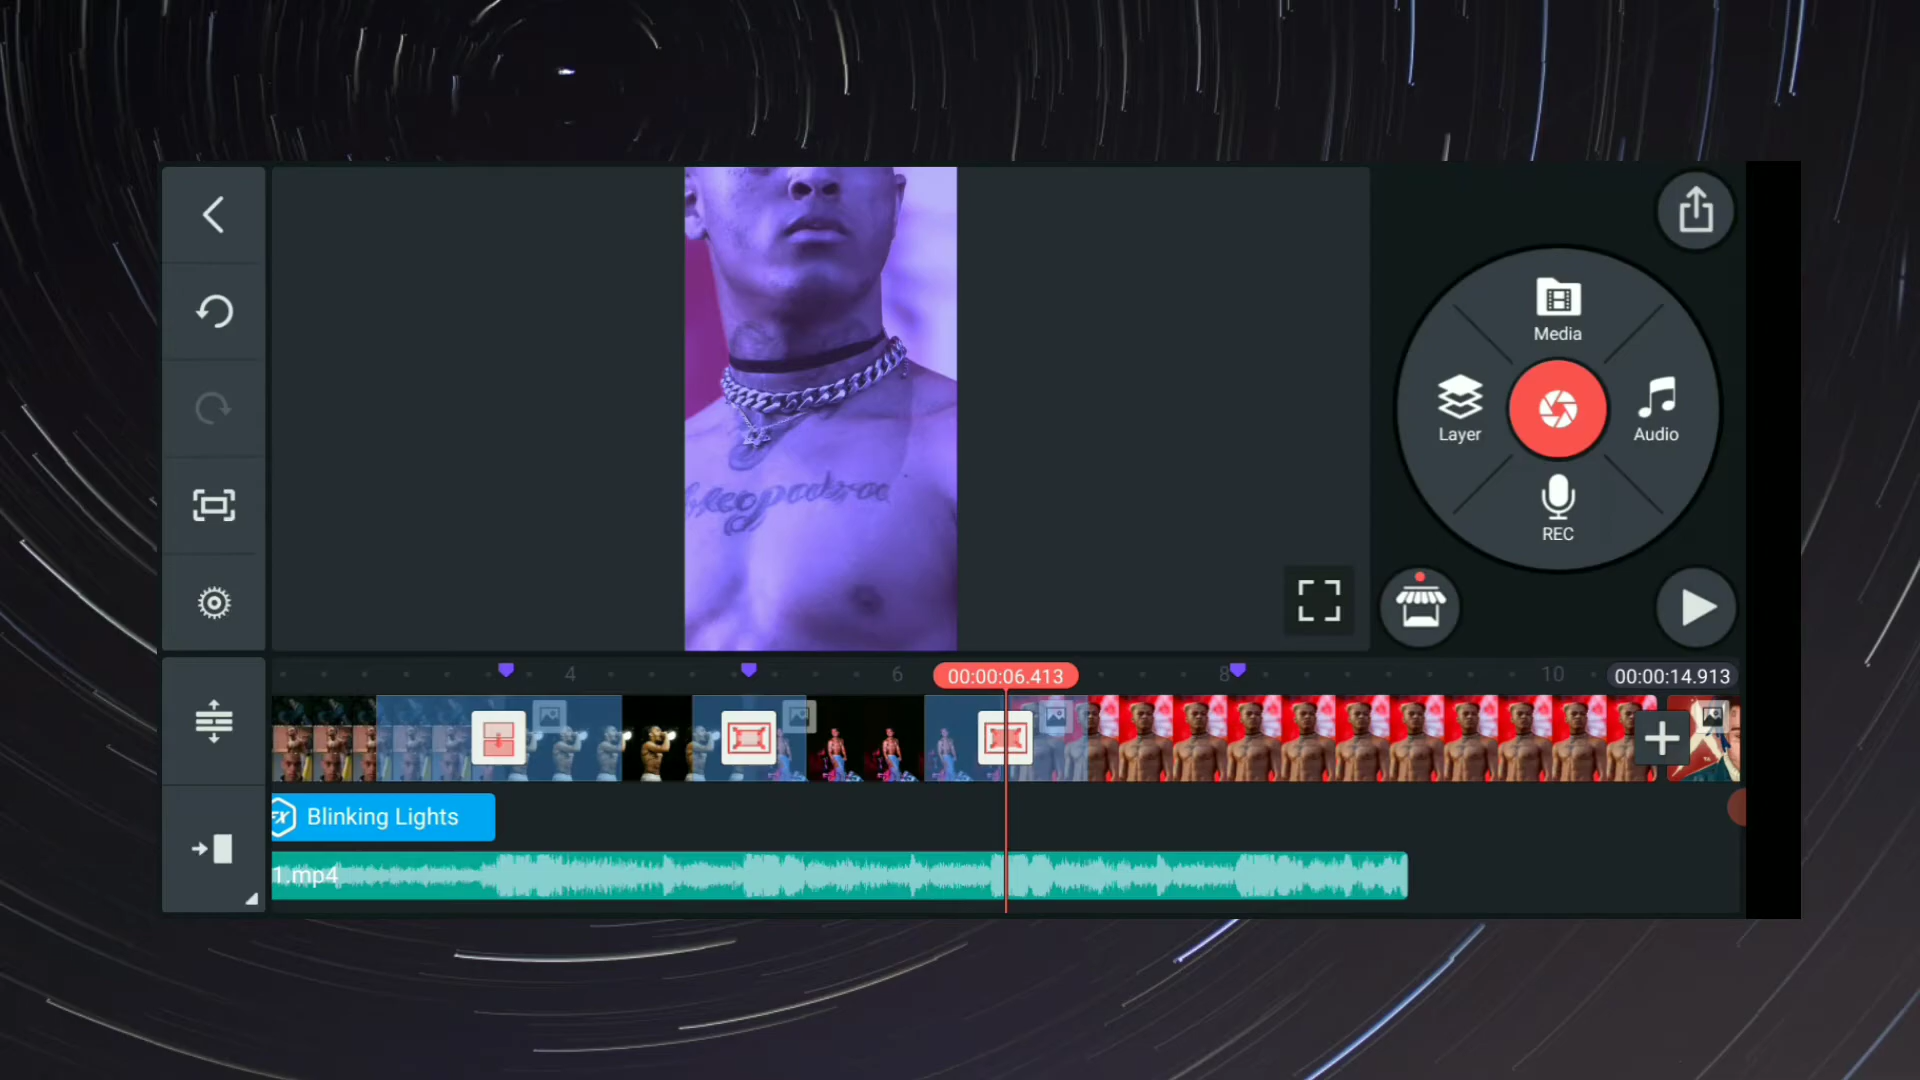 Media
Layer
Audio
REC
4
6
00:00:06.413
8
10
00:00:14.913
FX Blinking Lights
1.mp4